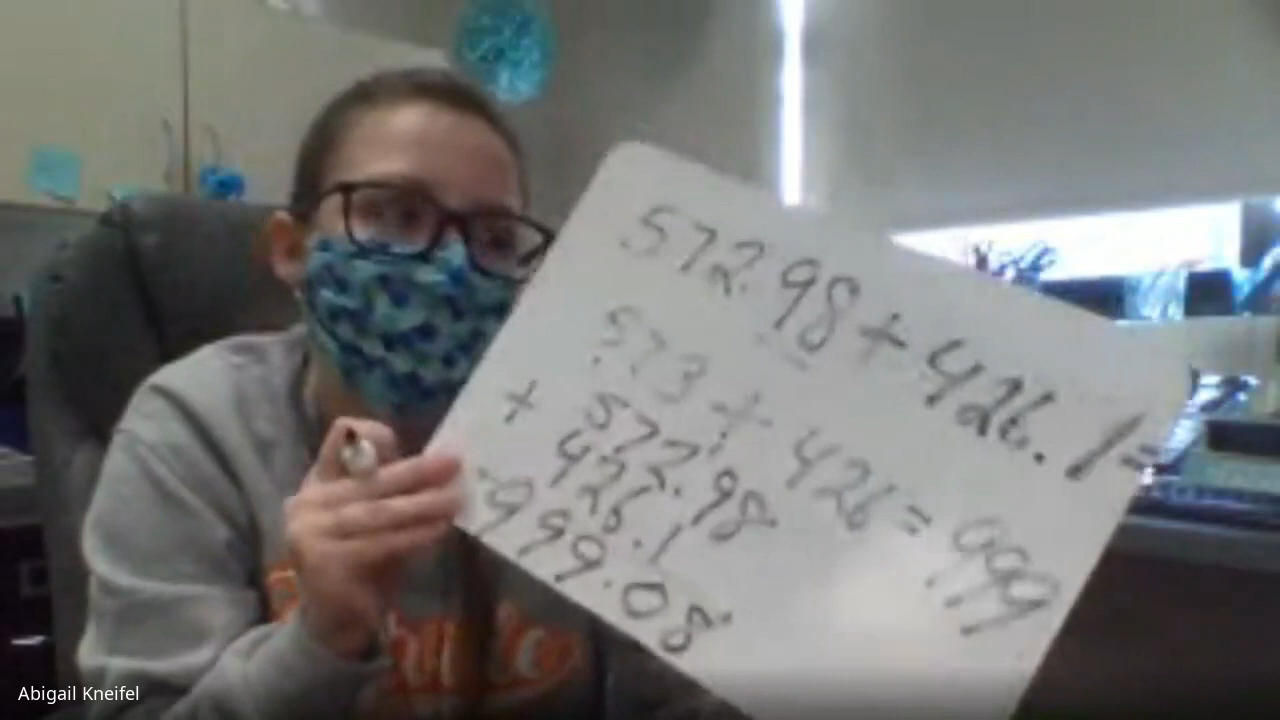 572.98 + 426.1 =
573 + 426 = 999
572.98
+ 426.1
999.08
Abigail Kneifel